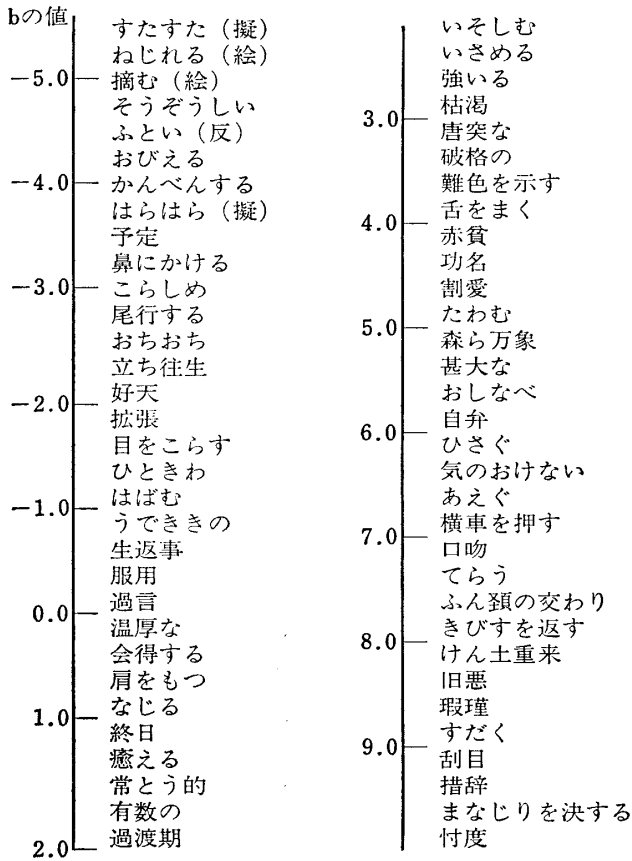 bの値
すたすた（擬）
ねじれる（絵）
−5.0 摘む（絵）
そうぞうしい
ふとい（反）
おびえる
−4.0 かんべんする
はらはら（擬）
予定
鼻にかける
−3.0 こらしめ
尾行する
おちおち
立ち往生
−2.0 好天
拡張
目をこらす
ひときわ
−1.0 はばむ
うできさの
生返事
服用
0.0 過言
温厚な
会得する
肩をもつ
1.0 なじる
終日
癒える
常とう的
有数の
2.0 過渡期
いそしむ
いさめる
強いる
3.0 枯渇
唐突な
破格の
難色を示す
4.0 舌をまく
赤貧
功名
割愛
5.0 たわむ
森ら万象
甚大な
おしなべ
自弁
6.0 ひさぐ
気のおけない
あえぐ
7.0 横車を押す
口吻
てらう
ふん頚の交わり
8.0 きびすを返す
けん土重来
旧悪
瑕瑾
すだく
9.0 刮目
措辞
まなじりを決する
忖度